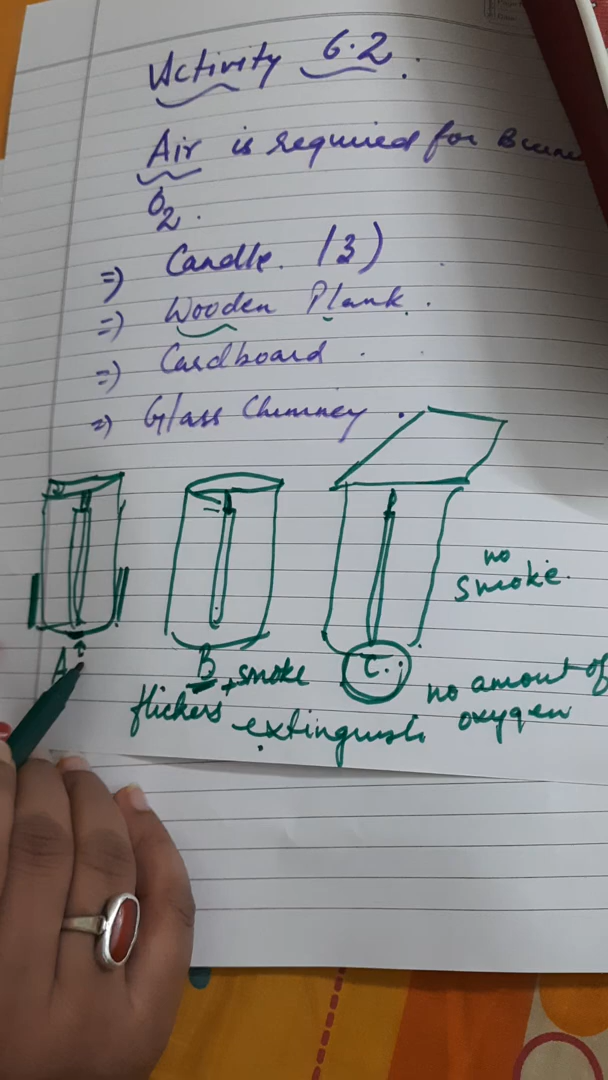 Activity 6.2.
Air is required for
O2.
=) Candle. (3)
=) Wooden Plank.
=) Cardboard.
=) Glass Chimney.
no
smoke.
A
B
C.
+ smoke
flickers
extinguish
no amount of
oxygen